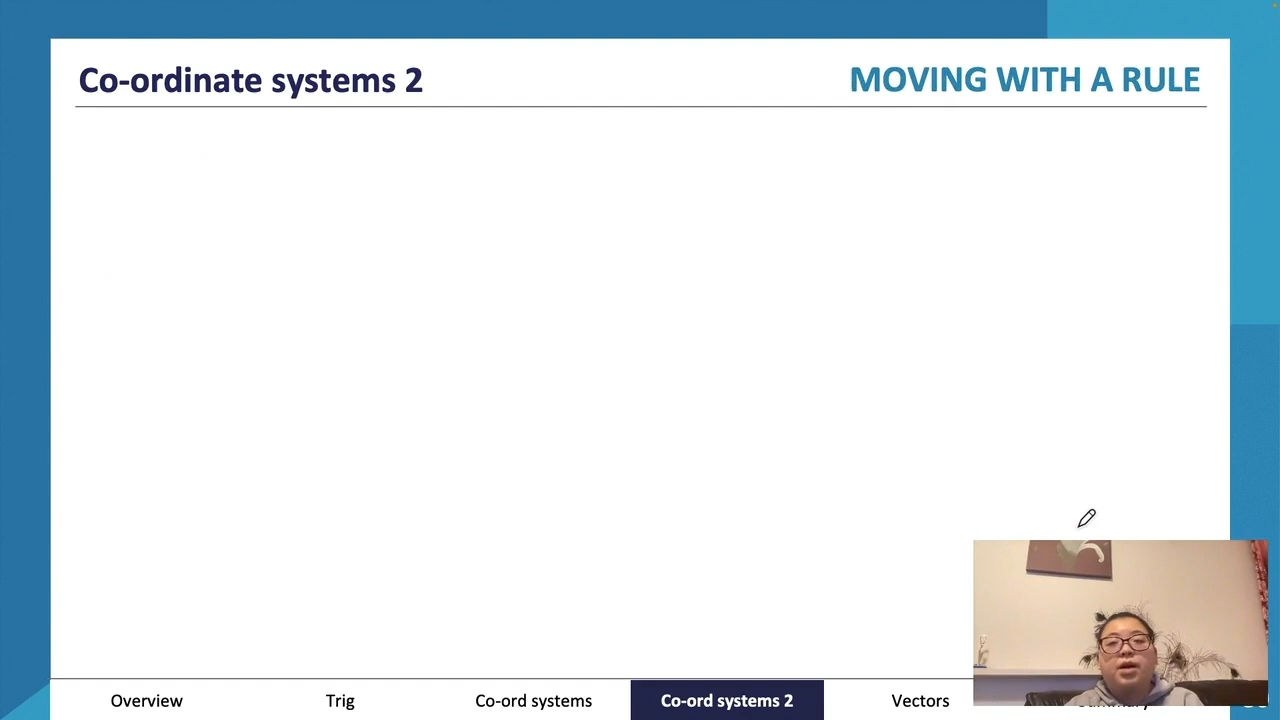 Co-ordinate systems 2
MOVING WITH A RULE
Overview
Trig
Co-ord systems
Co-ord systems 2
Vectors